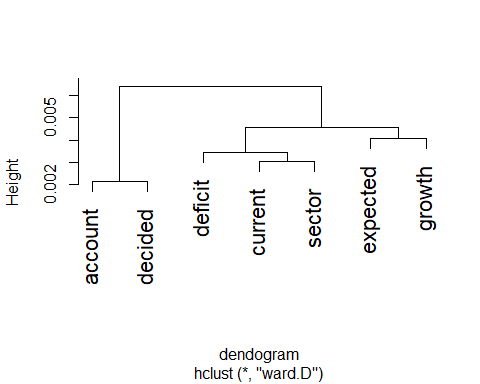 Height
0.002
0.005
account
decided
deficit
current
sector
expected
growth
dendogram
hclust (*, "ward.D")